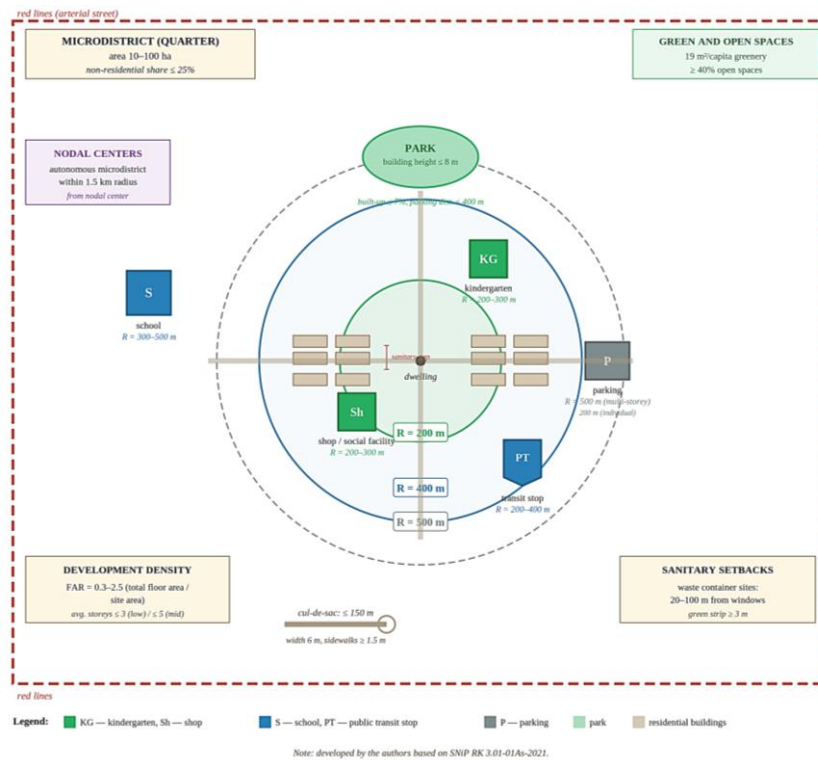 red lines (arterial street)
MICRODISTRICT (QUARTER)
area 10–100 ha
non-residential share ≤ 25%
GREEN AND OPEN SPACES
19 m²/capita greenery
≥ 40% open spaces
NODAL CENTERS
autonomous microdistrict
within 1.5 km radius
from nodal center
PARK
building height ≤ 8 m
400 m
KG
kindergarten
R = 200–300 m
S
school
R = 300–500 m
dwelling
P
parking
R = 500 m (multi-storey)
200 m (individual)
Sh
shop / social facility
R = 200–300 m
R = 200 m
PT
transit stop
R = 200–400 m
R = 400 m
R = 500 m
DEVELOPMENT DENSITY
FAR = 0.3–2.5 (total floor area /
site area)
avg. storeys ≤ 3 (low) / ≤ 5 (mid)
SANITARY SETBACKS
waste container sites:
20–100 m from windows
green strip ≥ 3 m
cul-de-sac: ≤ 150 m
width 6 m, sidewalks ≥ 1.5 m
red lines
Legend: KG — kindergarten, Sh — shop S — school, PT — public transit stop P — parking park residential buildings
Note: developed by the authors based on SNiP RK 3.01-01As-2021.